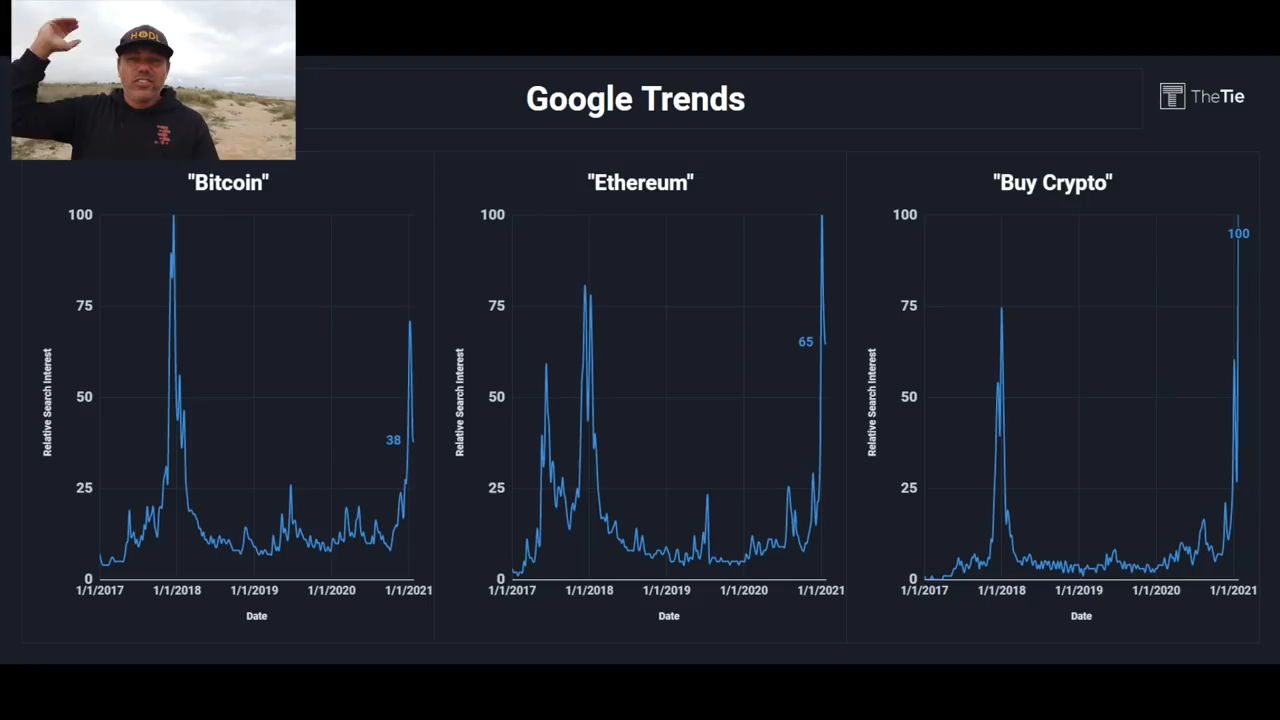 HODL
Google Trends
TheTie
"Bitcoin"
100
75
50
25
0
38
Relative Search Interest
1/1/2017
1/1/2018
1/1/2019
1/1/2020
1/1/2021
Date
"Ethereum"
100
75
50
25
0
65
Relative Search Interest
1/1/2017
1/1/2018
1/1/2019
1/1/2020
1/1/2021
Date
"Buy Crypto"
100
75
50
25
0
100
Relative Search Interest
1/1/2017
1/1/2018
1/1/2019
1/1/2020
1/1/2021
Date